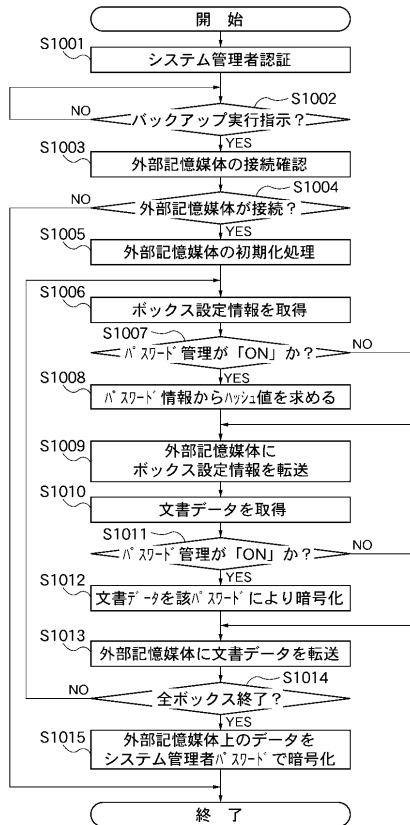 開 始
S1001
システム管理者認証
S1002
NO
バックアップ実行指示？
YES
S1003
外部記憶媒体の接続確認
S1004
NO
外部記憶媒体が接続？
YES
S1005
外部記憶媒体の初期化処理
S1006
ボックス設定情報を取得
S1007
パスワード管理が「ON」か？
NO
YES
S1008
パスワード情報からハッシュ値を求める
S1009
外部記憶媒体に
ボックス設定情報を転送
S1010
文書データを取得
S1011
パスワード管理が「ON」か？
NO
YES
S1012
文書データを該パスワードにより暗号化
S1013
外部記憶媒体に文書データを転送
S1014
NO
全ボックス終了？
YES
S1015
外部記憶媒体上のデータを
システム管理者パスワードで暗号化
終 了